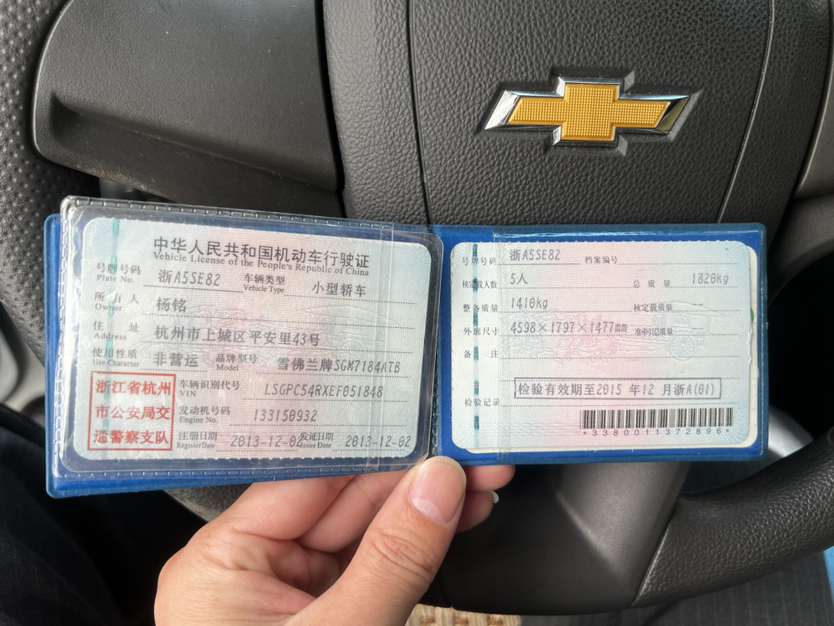 中华人民共和国机动车行驶证
Vehicle License of the People's Republic of China
号牌号码 浙A5SE82 车辆类型 小型轿车
Plate No. Vehicle Type
所有人 杨铭
Owner
住址 杭州市上城区平安里43号
Address
使用性质 非营运 品牌型号 雪佛兰牌SGM7184ATB
Use Character Model
浙江省杭州
市公安局交
通警察支队
车辆识别代号 LSGPC54RXEF051848
VIN
发动机号码 133150932
Engine No.
注册日期 2013-12-02 发证日期 2013-12-02
Register Date Issue Date
号牌号码 浙A5SE82 档案编号
核定载人数 5人 总质量 1820kg
整备质量 1410kg 核定载质量
外廓尺寸 4598×1797×1477mm 准牵引总质量
备注
检验有效期至2015 年12 月浙A(01)
检验记录
*3380011372896*